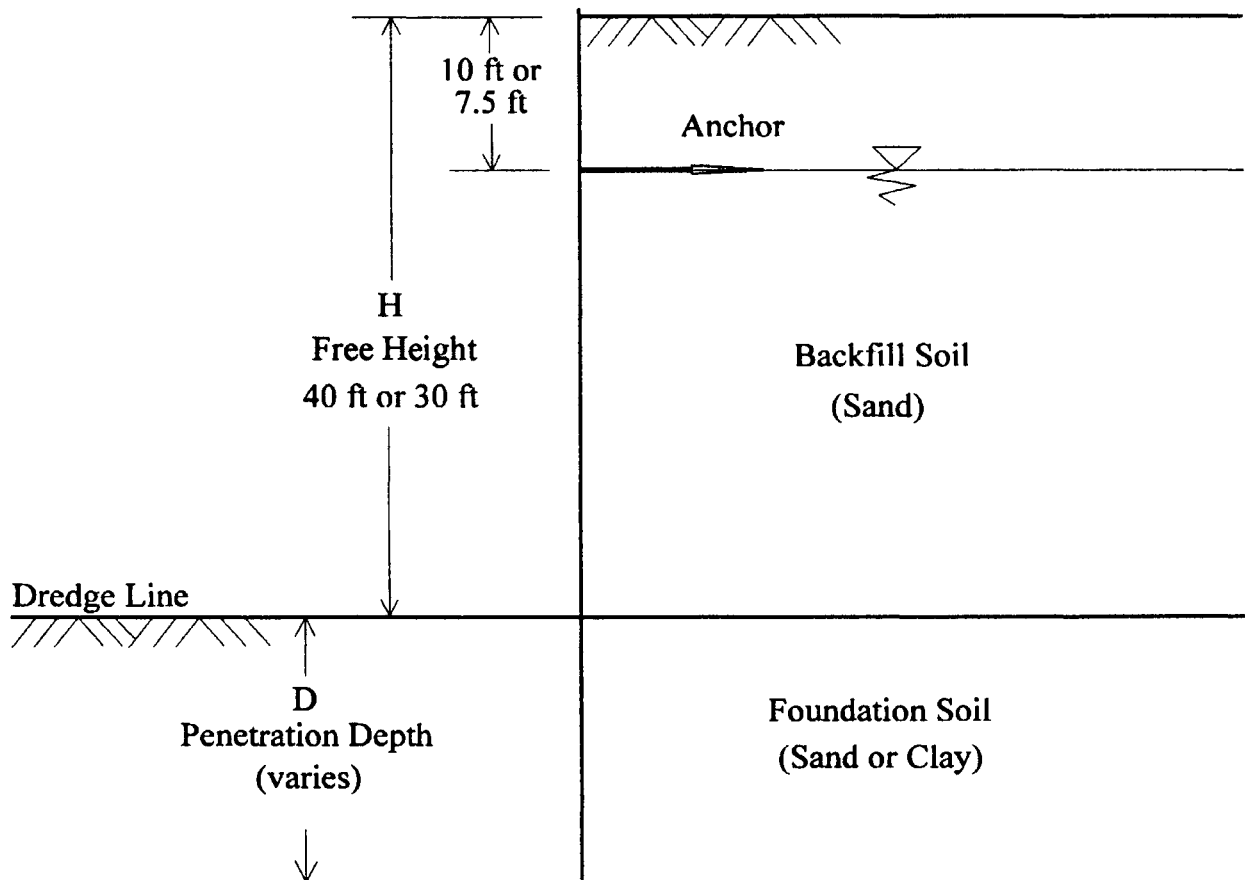 10 ft or
7.5 ft
Anchor
H
Free Height
40 ft or 30 ft
Backfill Soil
(Sand)
Dredge Line
D
Penetration Depth
(varies)
Foundation Soil
(Sand or Clay)